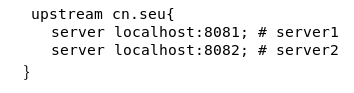 upstream cn.seu{
server localhost:8081; # server1
server localhost:8082; # server2
}